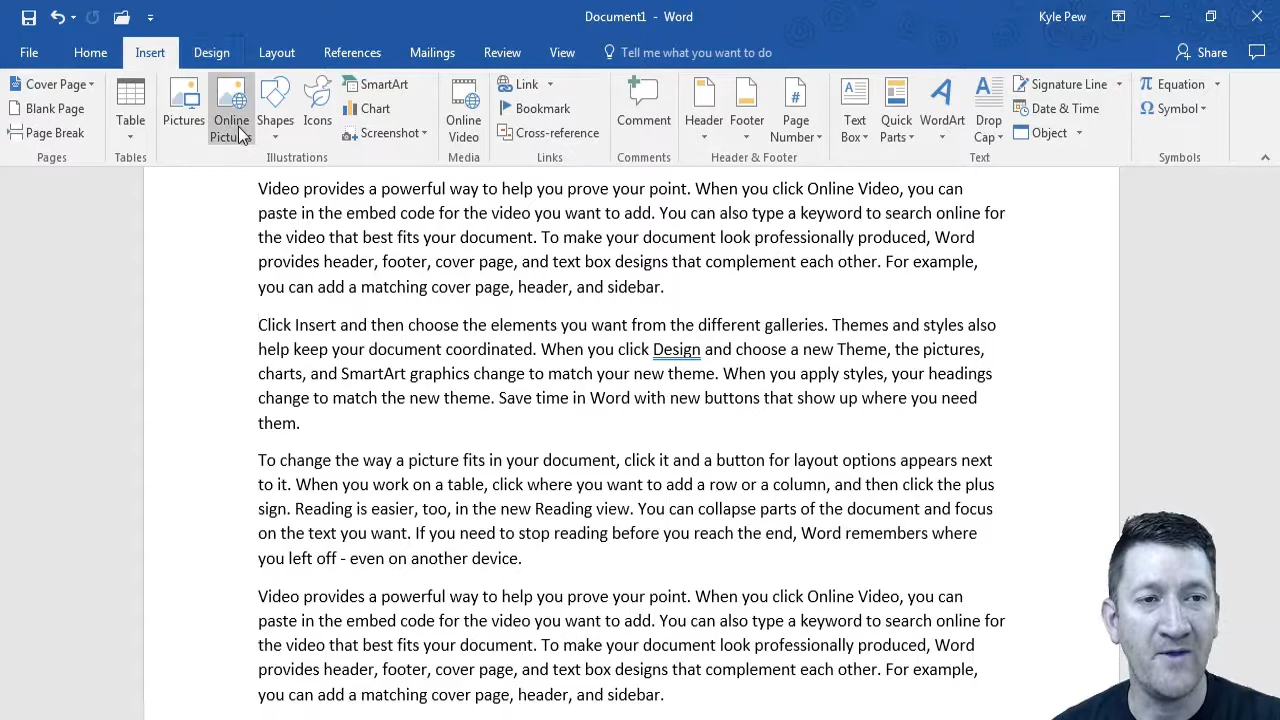 Document1 - Word
Kyle Pew
File Home Insert Design Layout References Mailings Review View Tell me what you want to do Share
Cover Page
Blank Page
Page Break
Pages
Table
Tables
Pictures
Online
Pictures
Shapes
Icons
SmartArt
Chart
Screenshot
Illustrations
Online
Video
Media
Link
Bookmark
Cross-reference
Links
Comment
Comments
Header
Footer
Page
Number
Header & Footer
Text
Box
Quick
Parts
WordArt
Drop
Cap
Signature Line
Date & Time
Object
Text
Equation
Symbol
Symbols
Video provides a powerful way to help you prove your point. When you click Online Video, you can
paste in the embed code for the video you want to add. You can also type a keyword to search online for
the video that best fits your document. To make your document look professionally produced, Word
provides header, footer, cover page, and text box designs that complement each other. For example,
you can add a matching cover page, header, and sidebar.
Click Insert and then choose the elements you want from the different galleries. Themes and styles also
help keep your document coordinated. When you click Design and choose a new Theme, the pictures,
charts, and SmartArt graphics change to match your new theme. When you apply styles, your headings
change to match the new theme. Save time in Word with new buttons that show up where you need
them.
To change the way a picture fits in your document, click it and a button for layout options appears next
to it. When you work on a table, click where you want to add a row or a column, and then click the plus
sign. Reading is easier, too, in the new Reading view. You can collapse parts of the document and focus
on the text you want. If you need to stop reading before you reach the end, Word remembers where
you left off - even on another device.
Video provides a powerful way to help you prove your point. When you click Online Video, you can
paste in the embed code for the video you want to add. You can also type a keyword to search online for
the video that best fits your document. To make your document look professionally produced, Word
provides header, footer, cover page, and text box designs that complement each other. For example,
you can add a matching cover page, header, and sidebar.